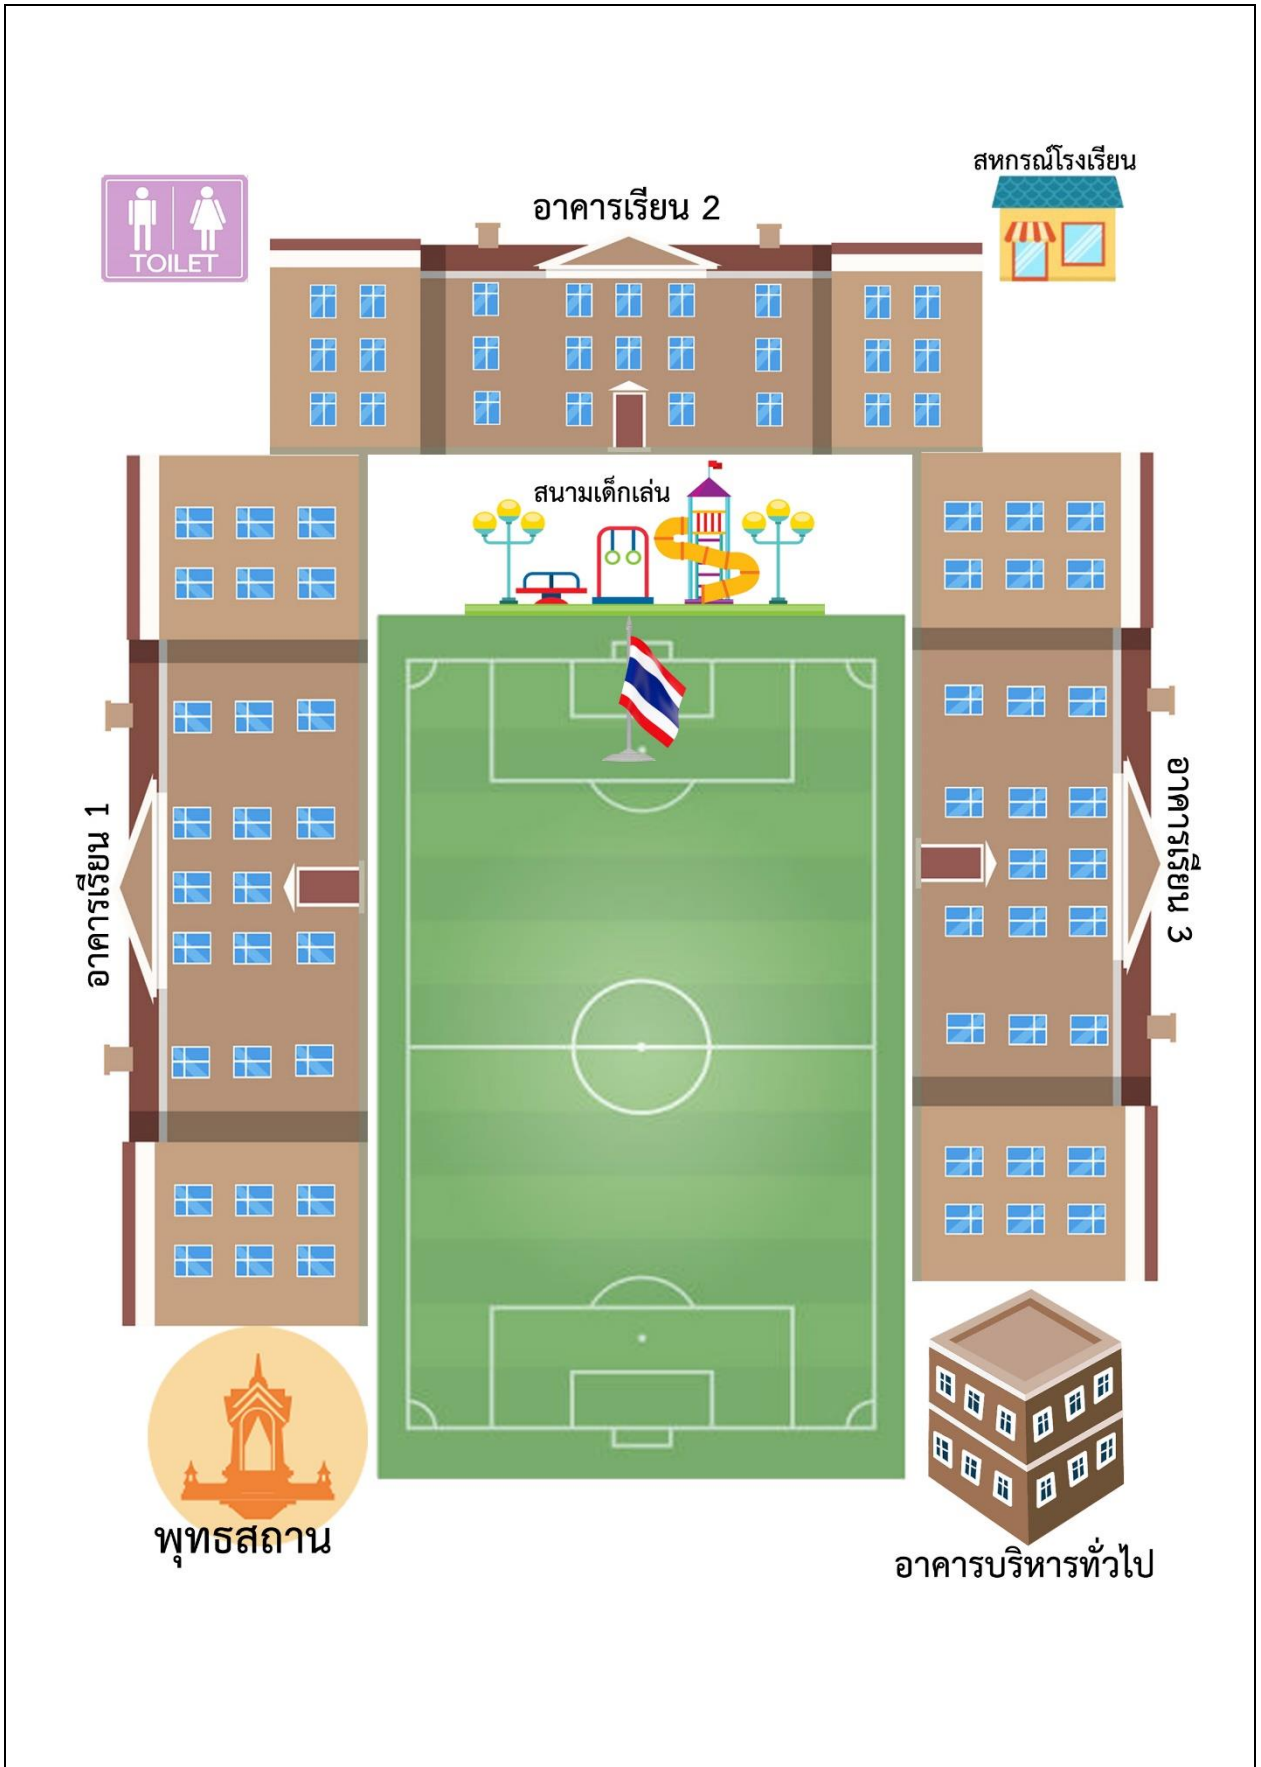 สหกรณ์โรงเรียน
อาคารเรียน 2
TOILET
สนามเด็กเล่น
อาคารเรียน 1
อาคารเรียน 3
พุทธสถาน
อาคารบริหารทั่วไป